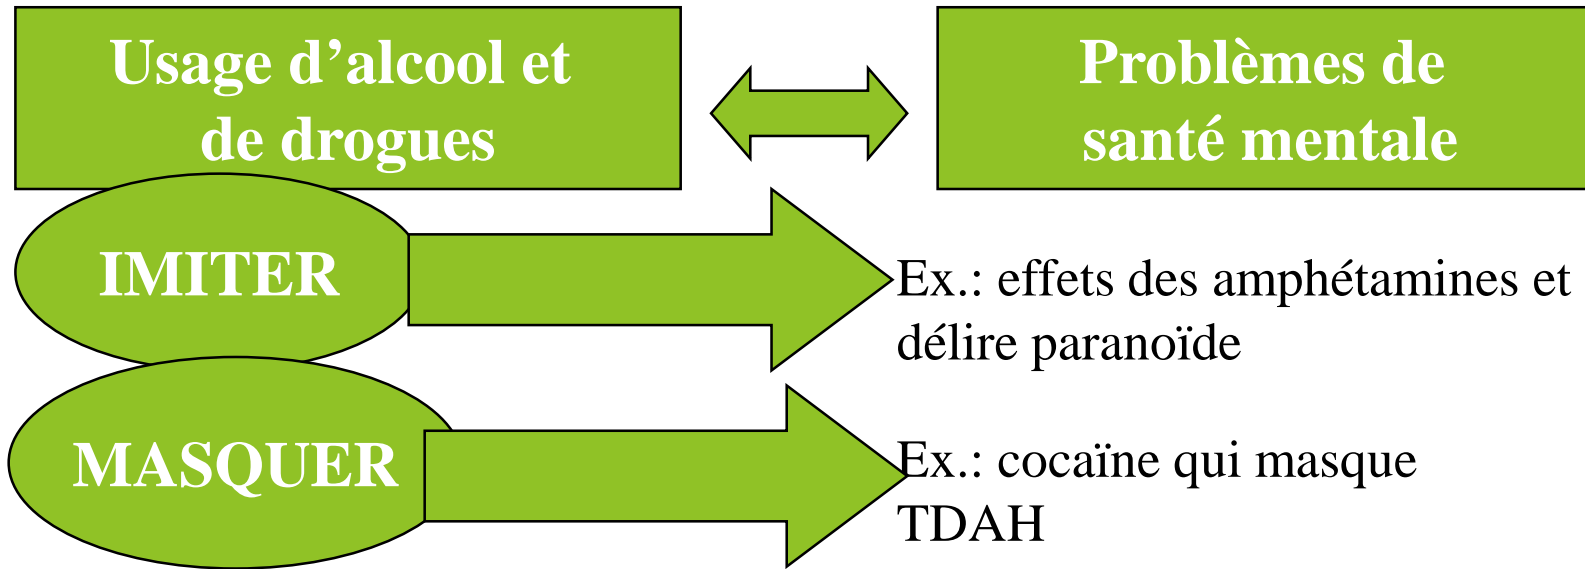 Usage d’alcool et
de drogues
Problèmes de
santé mentale
IMITER
Ex.: effets des amphétamines et
délire paranoïde
MASQUER
Ex.: cocaïne qui masque
TDAH